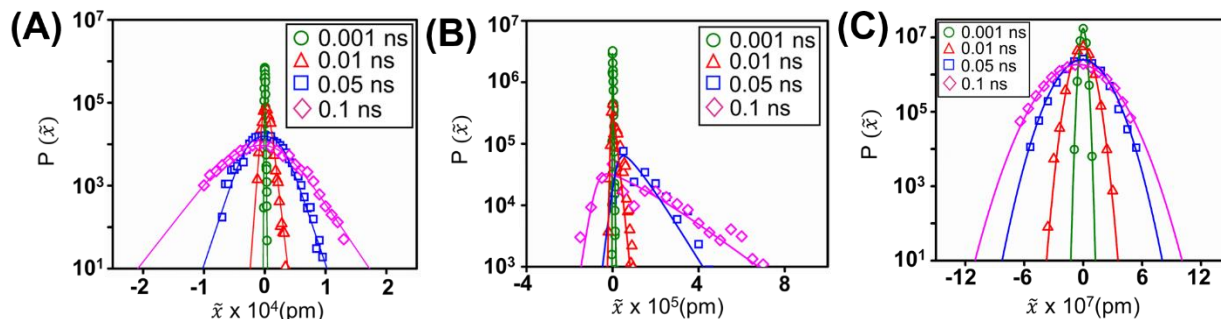 (A)
10⁷
10⁵
10³
10¹
P (x̃)
0.001 ns
0.01 ns
0.05 ns
0.1 ns
-2 -1 0 1 2
x̃ x 10⁴(pm)
(B)
10⁷
10⁶
10⁵
10⁴
10³
P (x̃)
0.001 ns
0.01 ns
0.05 ns
0.1 ns
-4 0 4 8
x̃ x 10⁵(pm)
(C)
10⁷
10⁵
10³
10¹
P (x̃)
0.001 ns
0.01 ns
0.05 ns
0.1 ns
-12 -6 0 6 12
x̃ x 10⁷(pm)